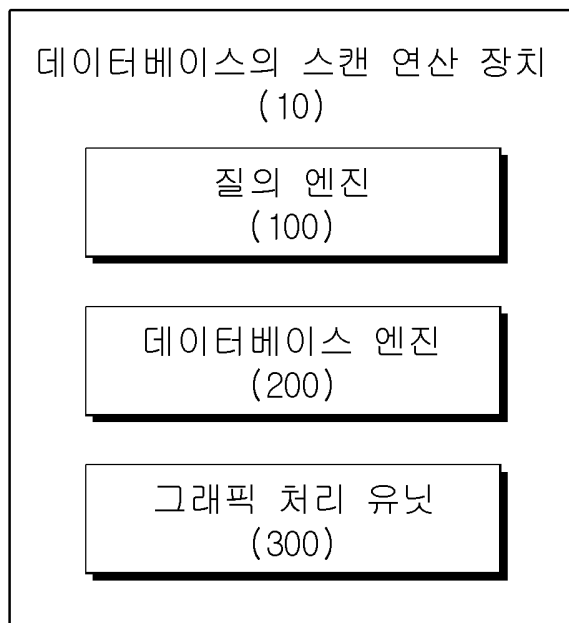 데이터베이스의 스캔 연산 장치
(10)
질의 엔진
(100)
데이터베이스 엔진
(200)
그래픽 처리 유닛
(300)